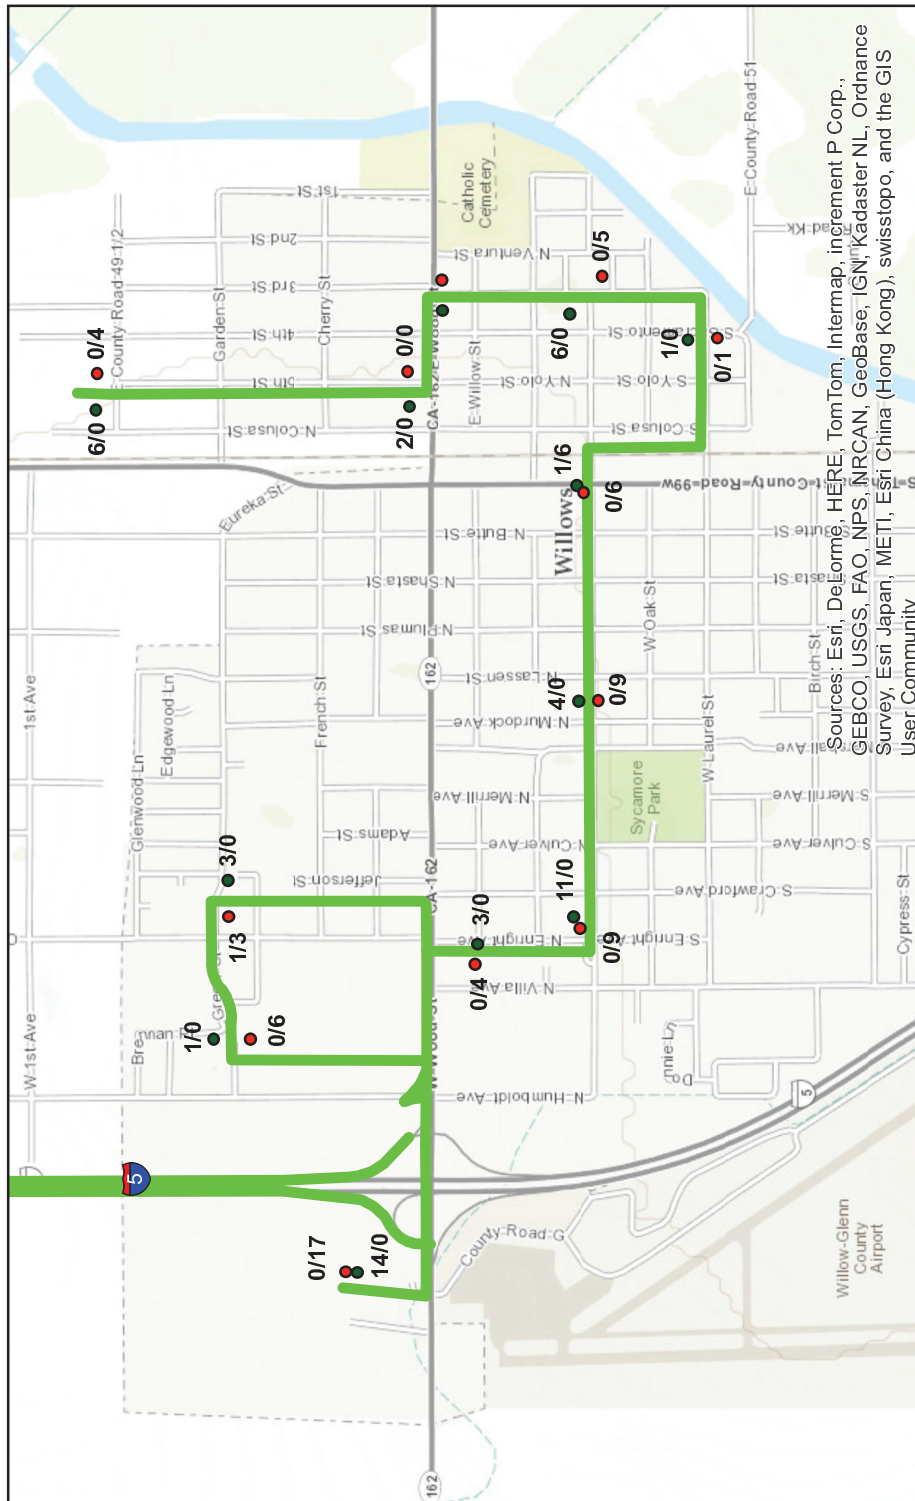 1st Ave
W 1st Ave
Glenwood Ln
Edgewood Ln
French St
Eureka St
County Road 49 1/2
Garden St
Cherry St
1st St
2nd St
3rd St
4th St
5th St
N Colusa St
0/4
6/0
0/0
2/0
CA-162
E Willow St
Catholic
Cemetery
N Ventura St
0/5
6/0
N Yolo St
S Yolo St
S Colusa St
1/0
0/1
E County Road 51
Willows
1/6
0/6
County Road 99w
N Butte St
N Shasta St
N Plumas St
N Lassen St
N Murdock Ave
N Merrill Ave
N Culver Ave
N Enright Ave
N Villa Ave
N Humboldt Ave
Adams St
Jefferson St
162
4/0
0/9
W Oak St
W Laurel St
Birch St
Sycamore
Park
S Merrill Ave
S Culver Ave
S Crawford Ave
S Enright Ave
Cypress St
3/0
1/3
1/0
0/6
3/0
0/4
11/0
0/9
CA-162
5
5
0/17
14/0
County Road G
Willow-Glenn
County
Airport
162
Sources: Esri, DeLorme, HERE, TomTom, Intermap, increment P Corp.,
GEBCO, USGS, FAO, NPS, NRCAN, GeoBase, IGN, Kadaster NL, Ordnance
Survey, Esri Japan, METI, Esri China (Hong Kong), swisstopo, and the GIS
User Community